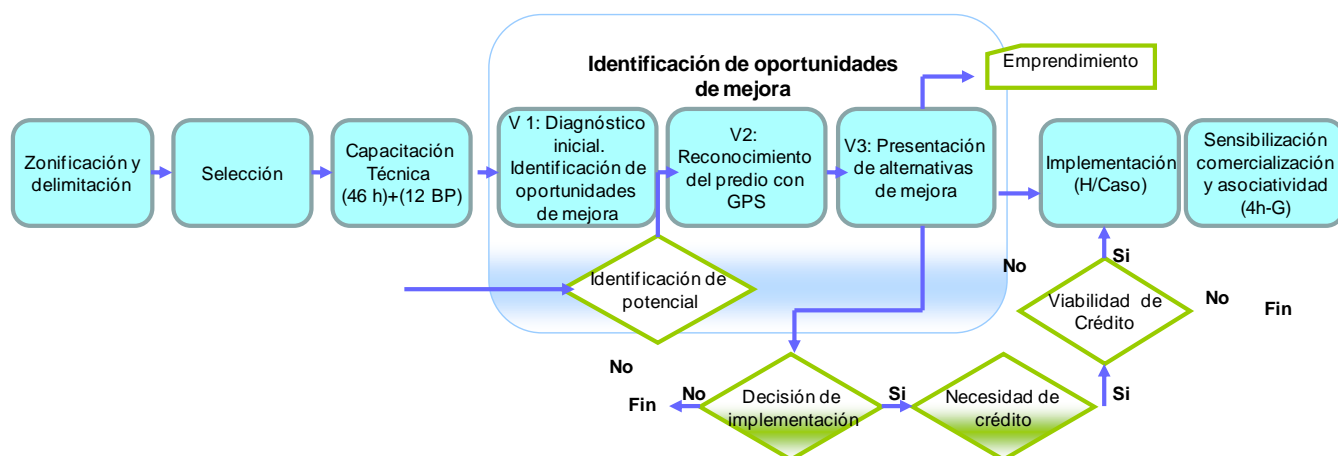 Identificación de oportunidades
de mejora
Emprendimiento
Zonificación y
delimitación
Selección
Capacitación
Técnica
(46 h)+(12 BP)
V 1: Diagnóstico
inicial.
Identificación de
oportunidades
de mejora
V2:
Reconocimiento
del predio con
GPS
V3: Presentación
de alternativas
de mejora
Implementación
(H/Caso)
Sensibilización
comercialización
y asociatividad
(4h-G)
Identificación de
potencial
No
Si
Viabilidad de
Crédito
No
Fin
No
Fin
No
Decisión de
implementación
Si
Necesidad de
crédito
Si